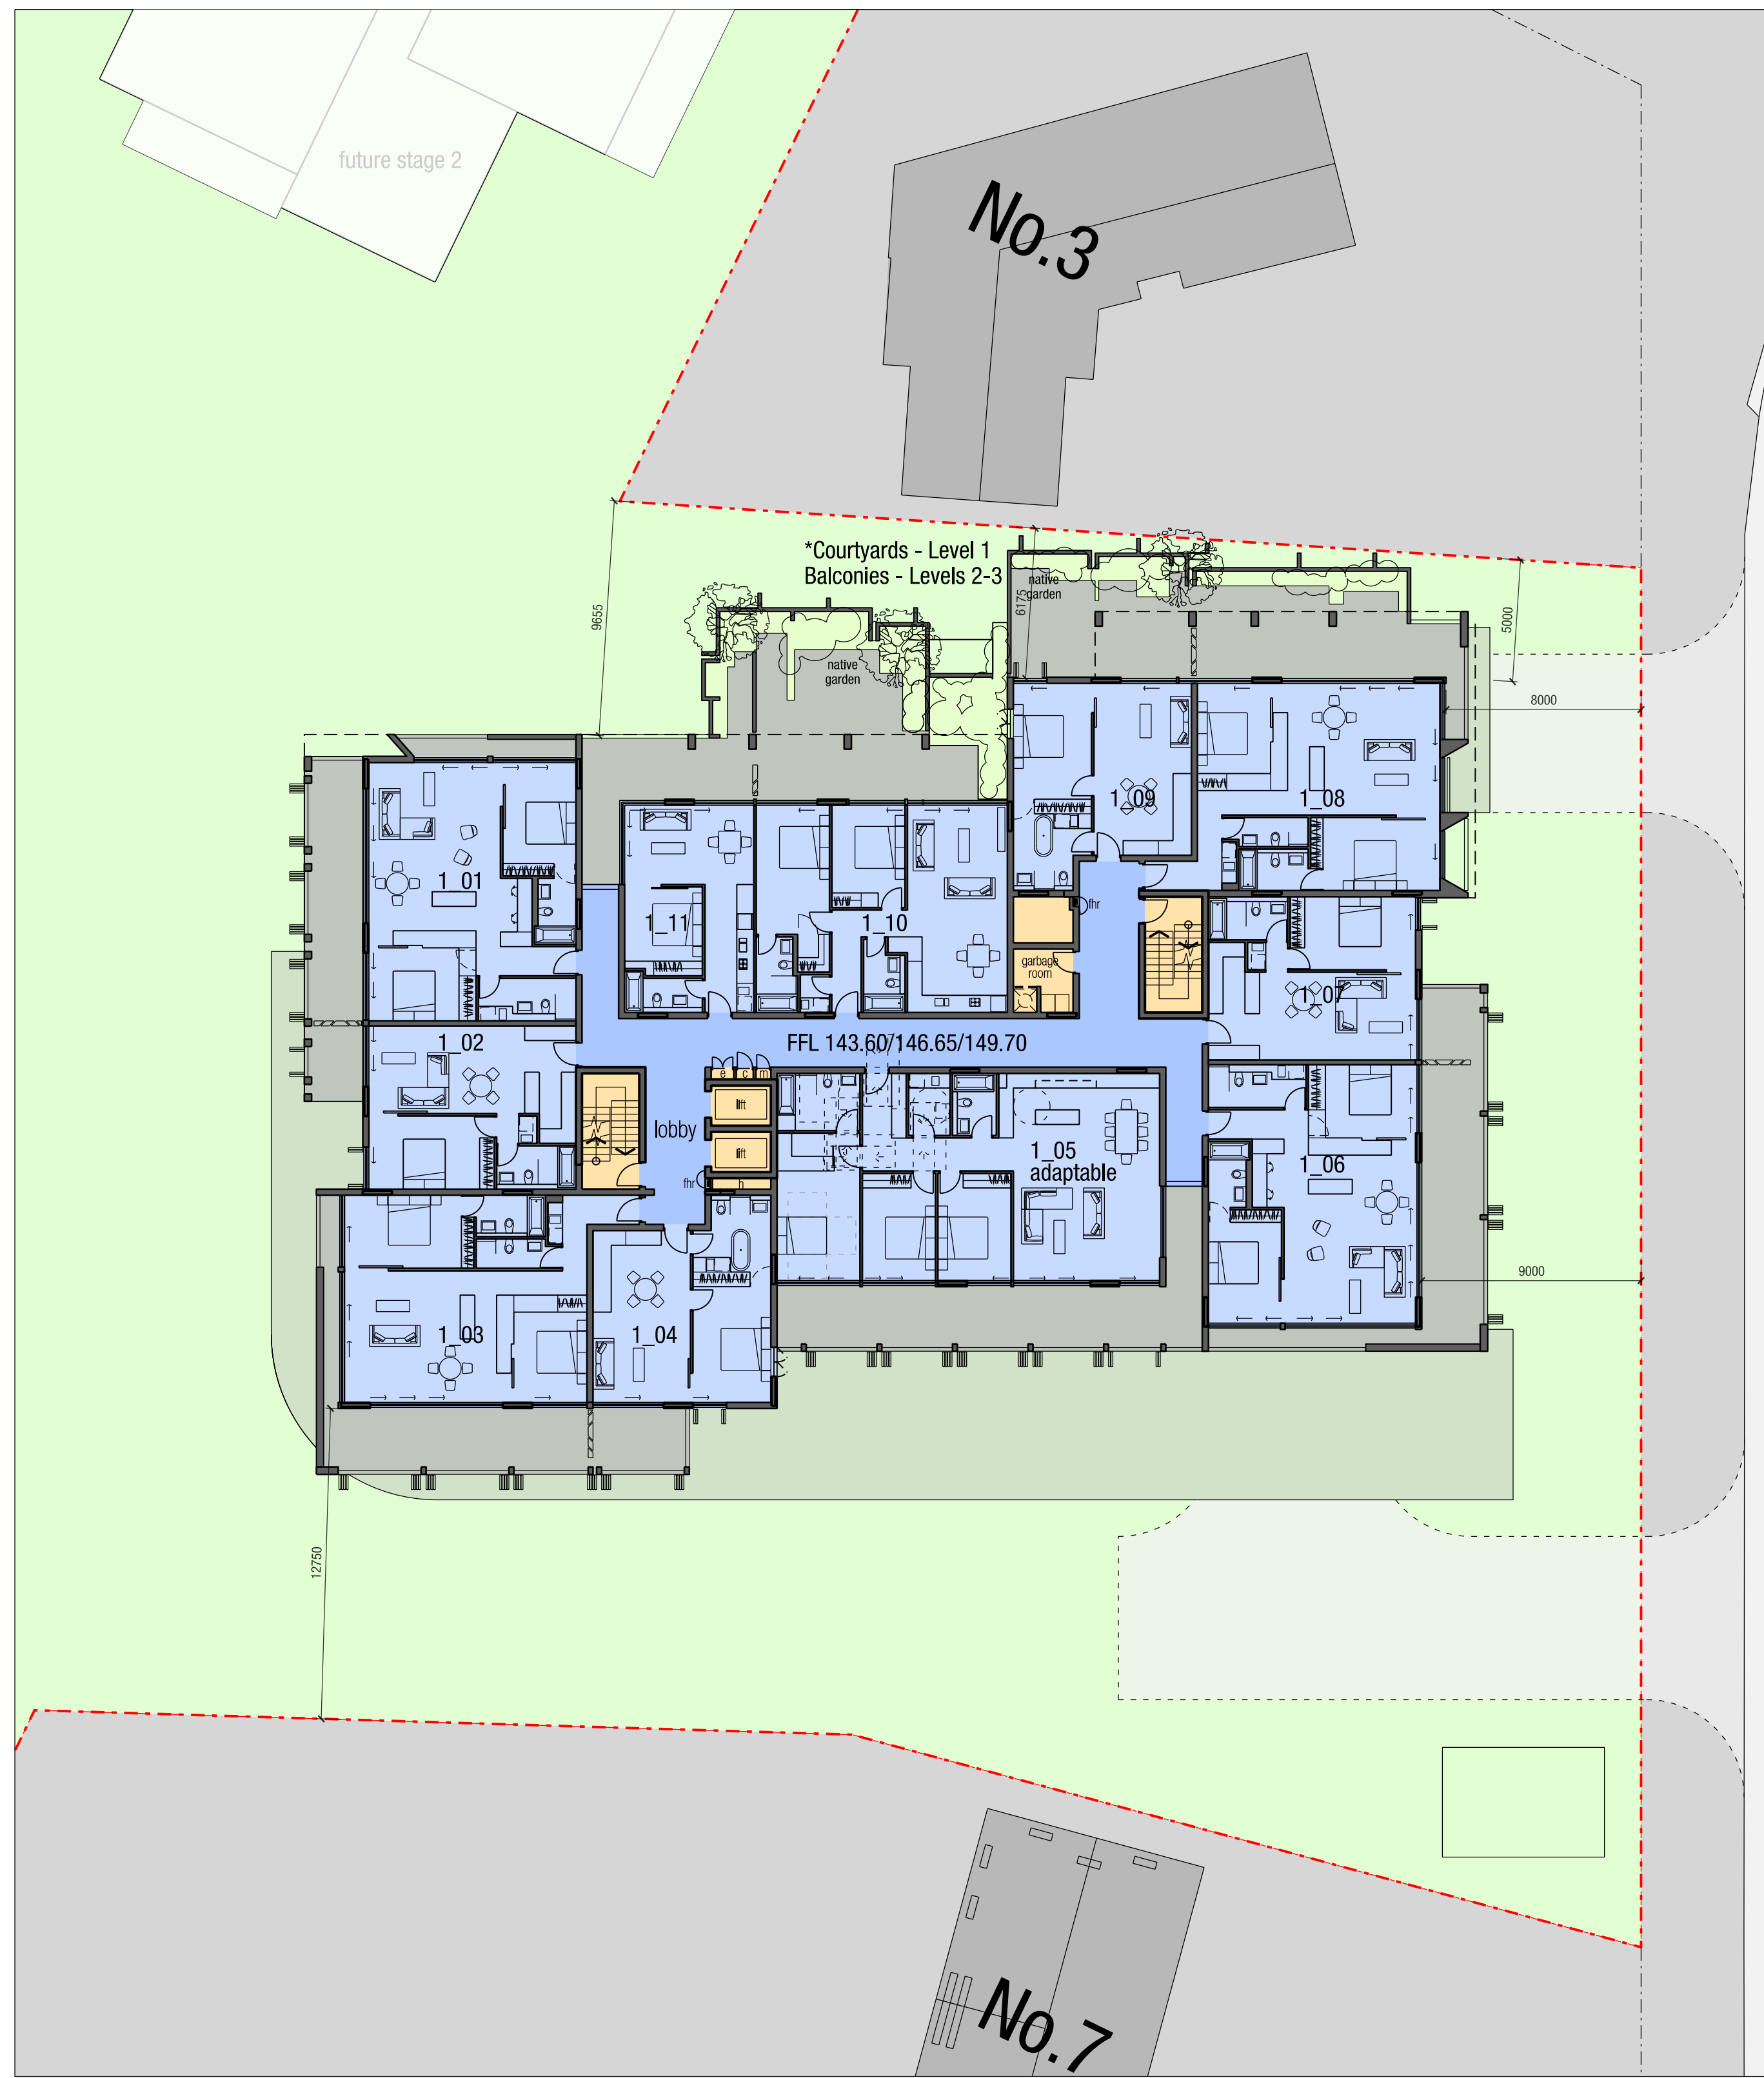 future stage 2
No.3
*Courtyards - Level 1
Balconies - Levels 2-3
native
garden
9655
6175
5000
native
garden
8000
1_01
1_11
1_10
1_09
1_08
fhr
garbage
room
1_07
1_02
FFL 143.60/146.65/149.70
e
c
m
lift
lobby
lift
fhr
h
1_05
adaptable
1_06
9000
1_03
1_04
12750
No.7